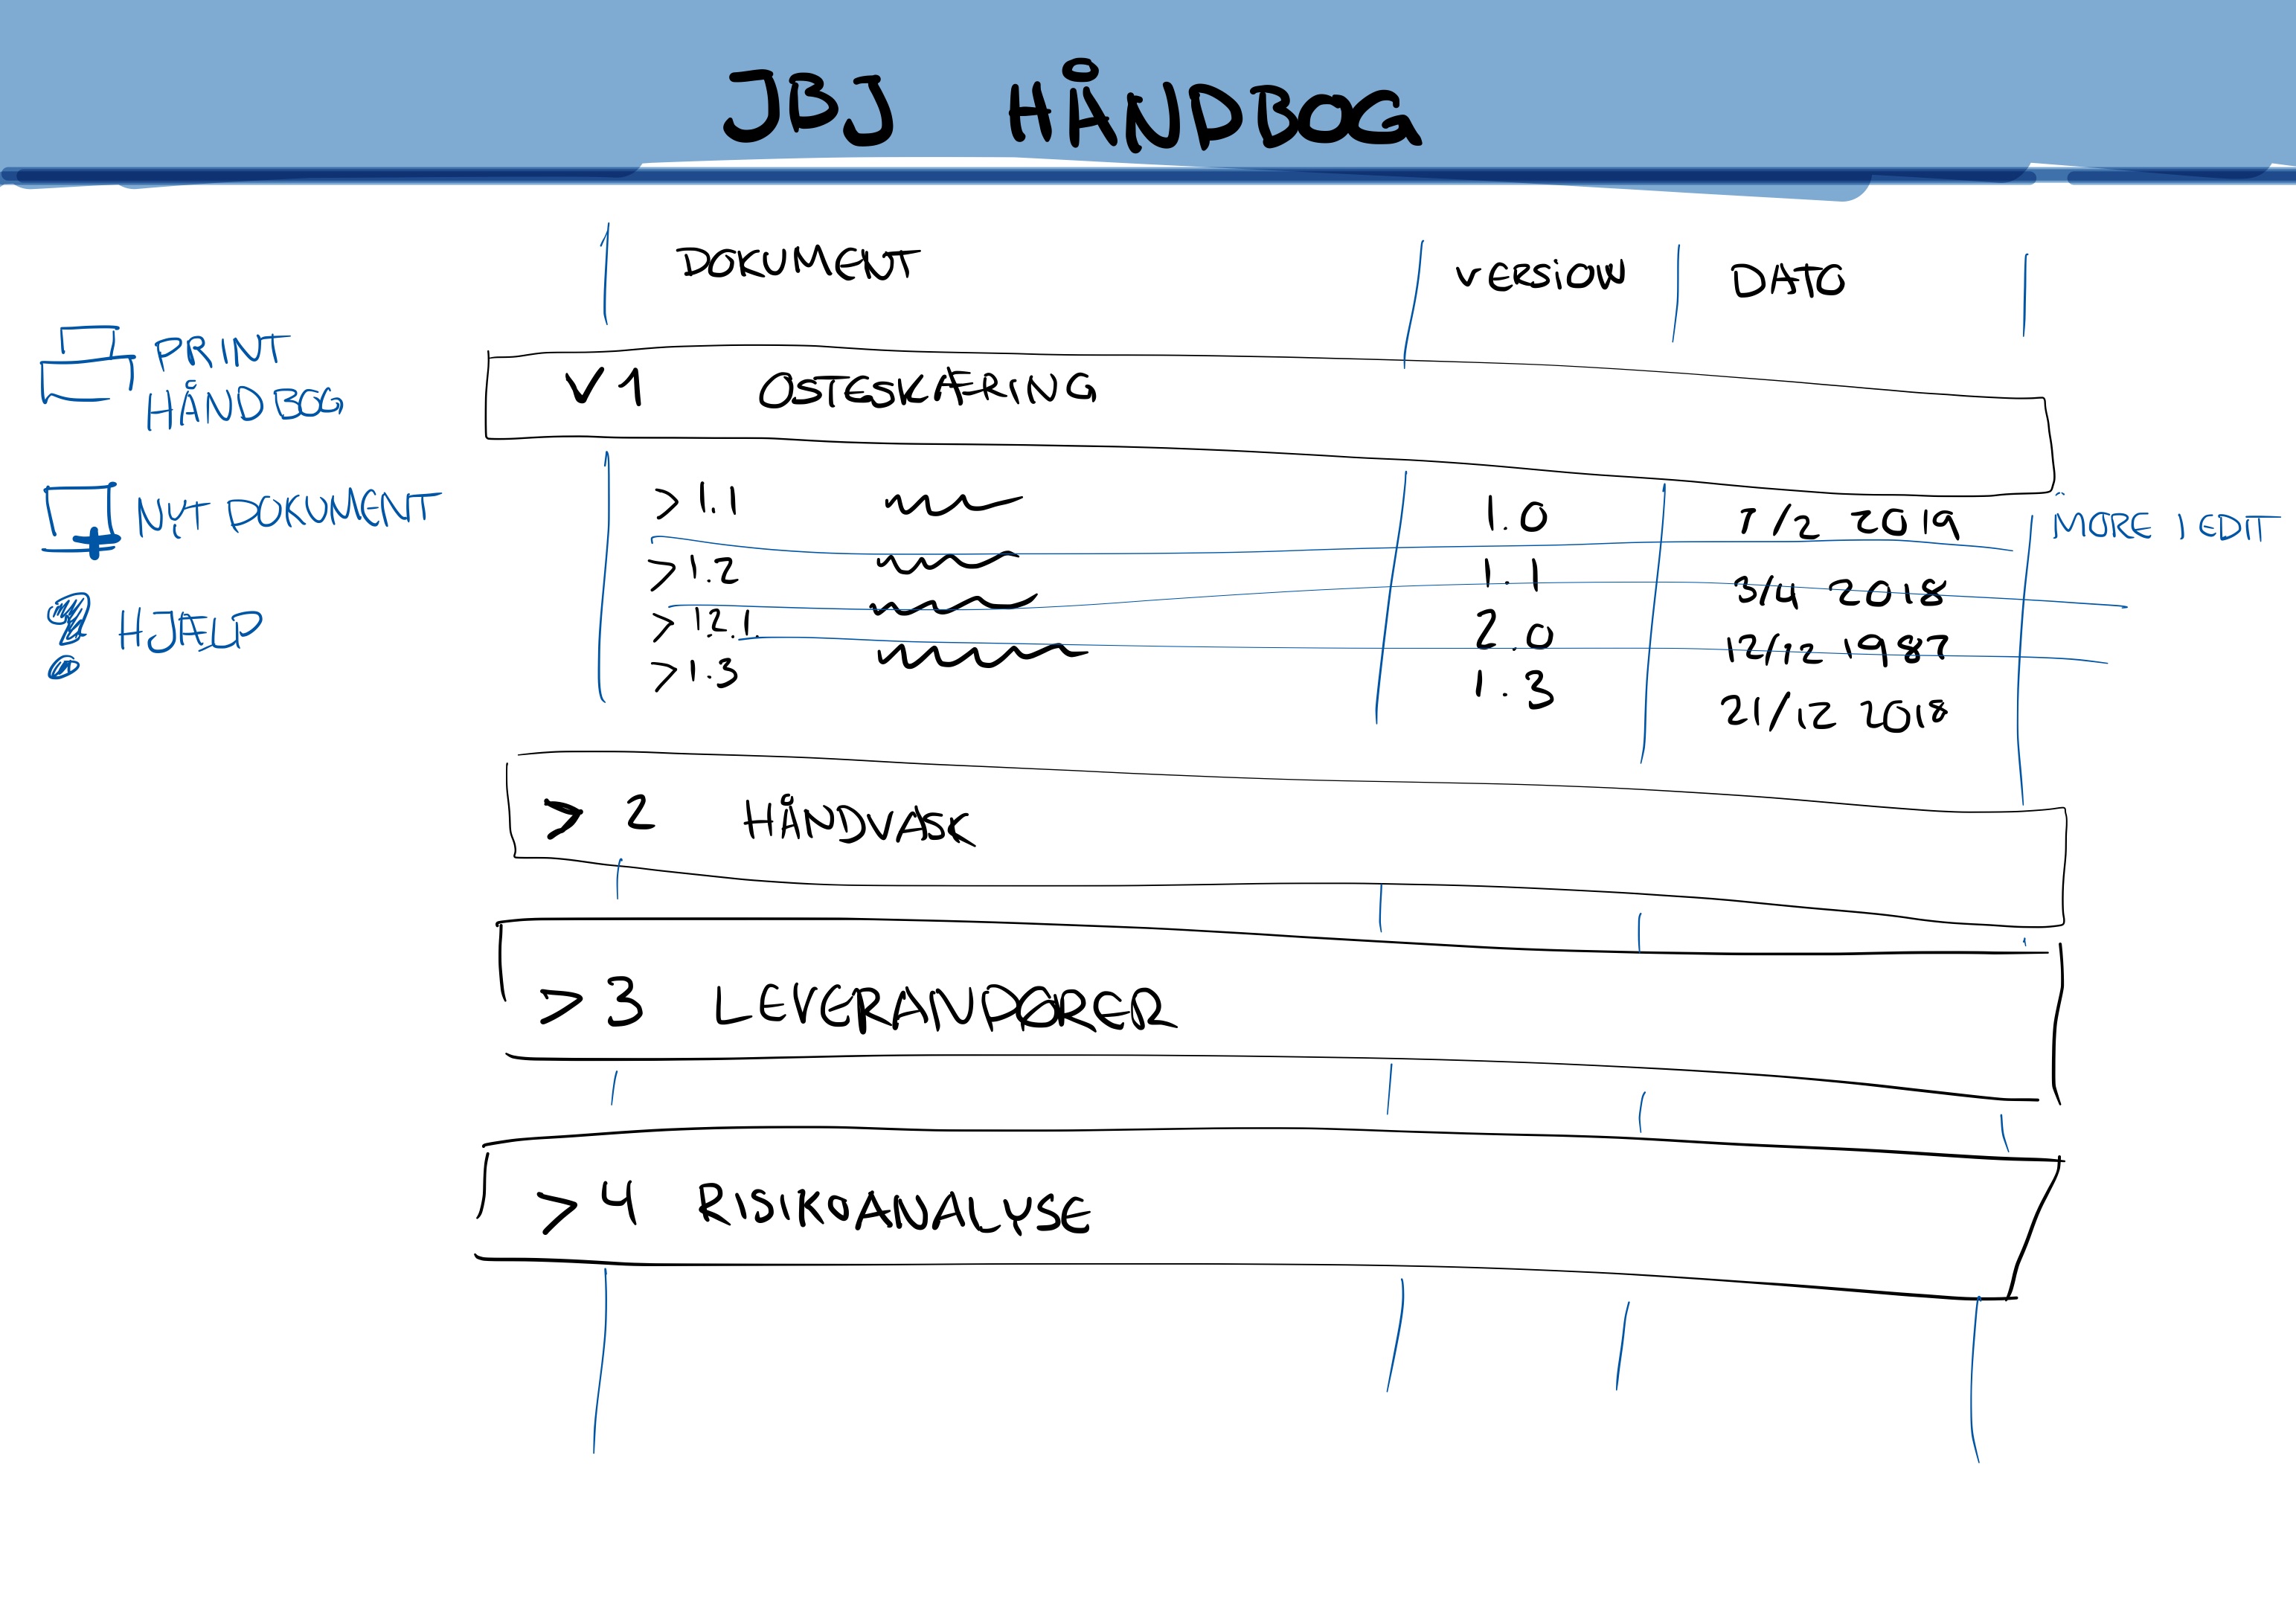 JBJ HÅNDBOG
DOKUMENT VERSION DATO
PRINT
HÅNDBOG
V 1 OSTESKÆRING
NYT DOKUMENT
> 1.1 1.0 1/2 2019 MORE | EDIT
> 1.2 1.1 3/4 2018
> 1.2.1. 2.0 12/12 1987
> 1.3 1.3 21/12 2018
HJÆLP
> 2 HÅNDVASK
> 3 LEVERANDØRER
> 4 RISIKOANALYSE